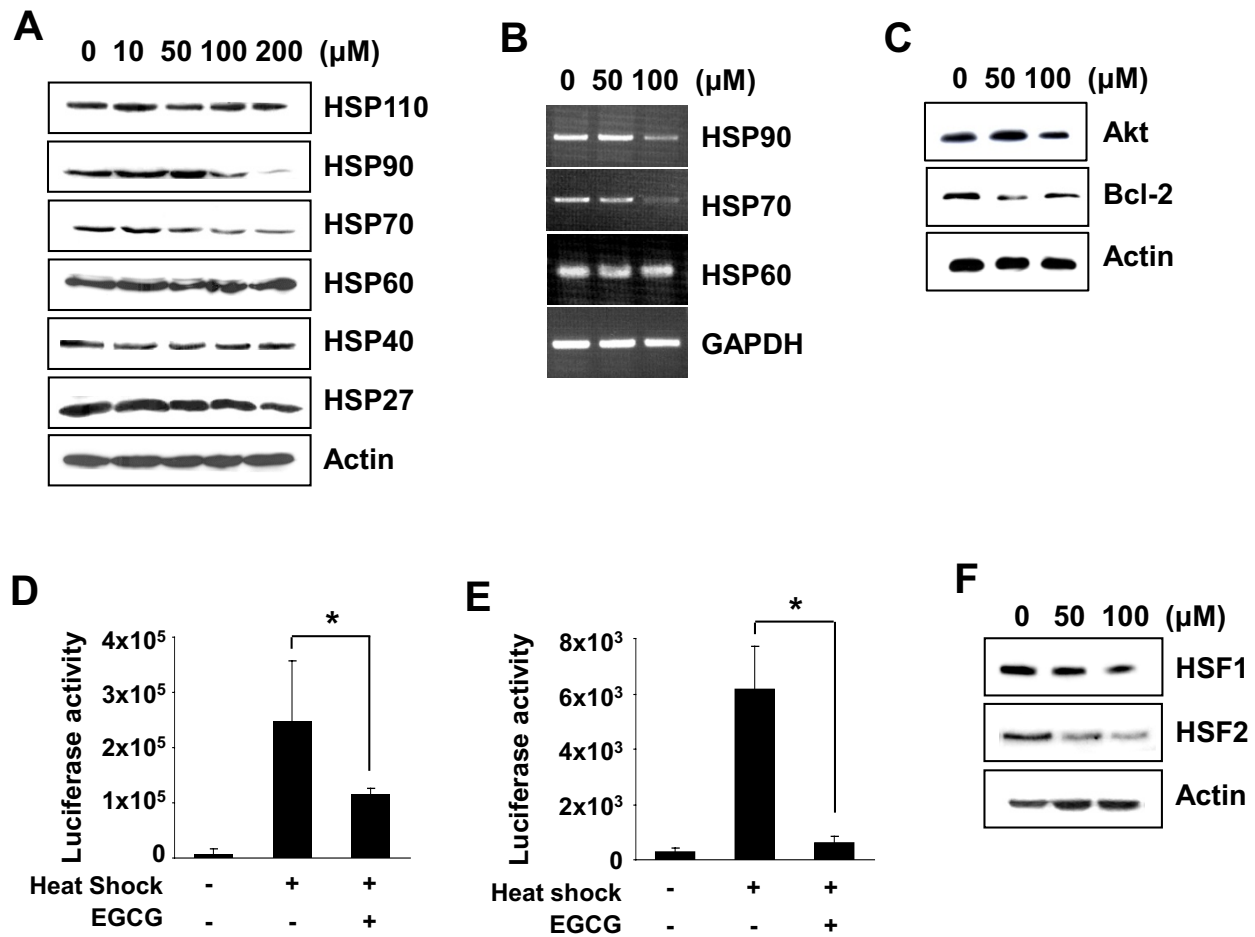 A
0 10 50 100 200 (µM)
HSP110
HSP90
HSP70
HSP60
HSP40
HSP27
Actin
B
0 50 100 (µM)
HSP90
HSP70
HSP60
GAPDH
C
0 50 100 (µM)
Akt
Bcl-2
Actin
D
Luciferase activity
4x10⁵
3x10⁵
2x10⁵
1x10⁵
0
*
Heat Shock - + +
EGCG - - +
E
Luciferase activity
8x10³
6x10³
4x10³
2x10³
0
*
Heat shock - + +
EGCG - - +
F
0 50 100 (µM)
HSF1
HSF2
Actin